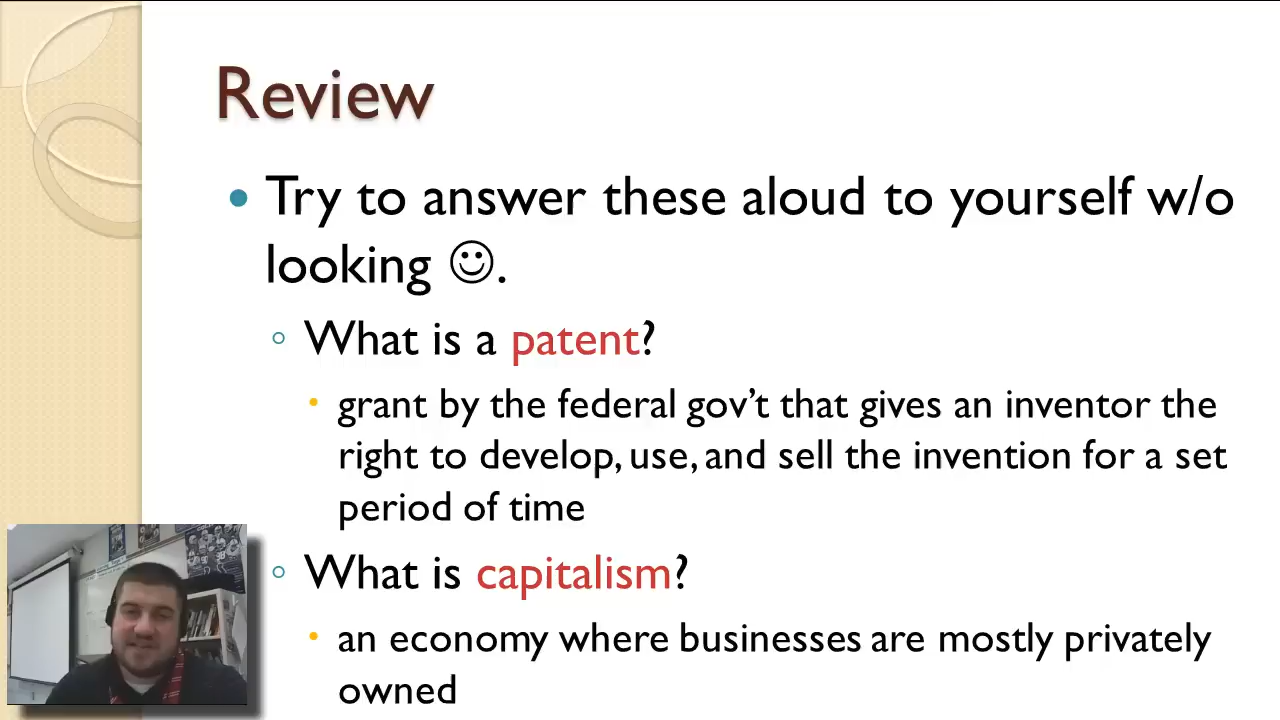 Review
• Try to answer these aloud to yourself w/o
looking ☺.
◦ What is a patent?
▪ grant by the federal gov’t that gives an inventor the
right to develop, use, and sell the invention for a set
period of time
◦ What is capitalism?
▪ an economy where businesses are mostly privately
owned